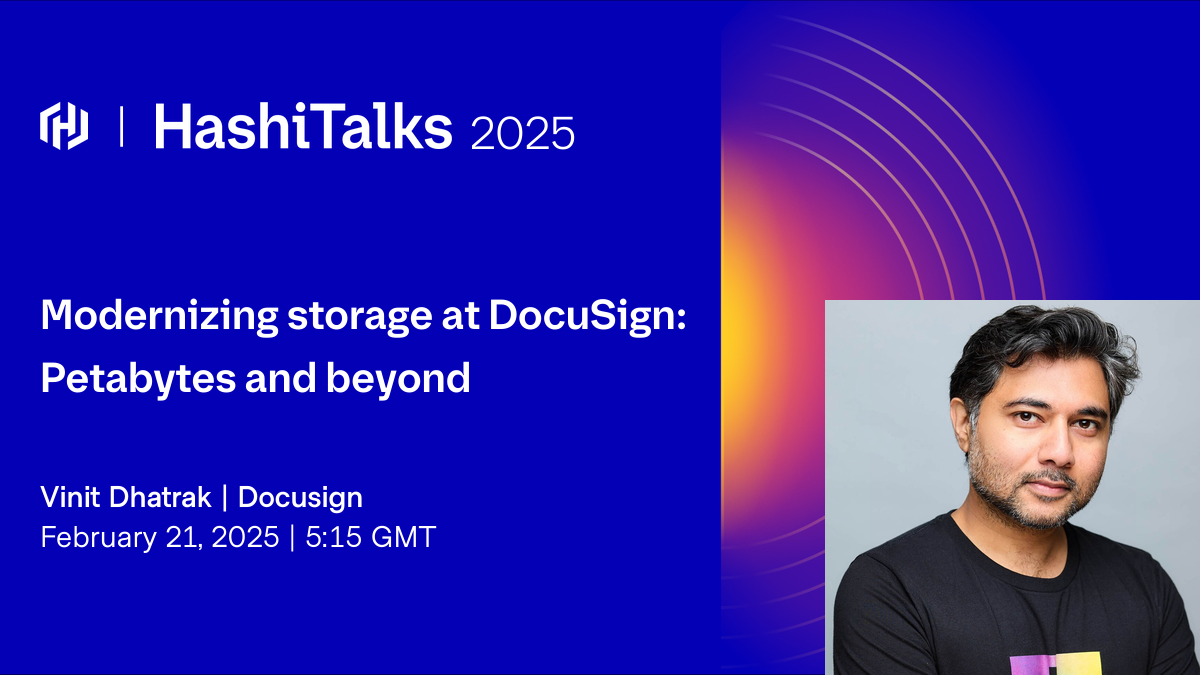 HashiTalks 2025
Modernizing storage at DocuSign:
Petabytes and beyond
Vinit Dhatrak | Docusign
February 21, 2025 | 5:15 GMT